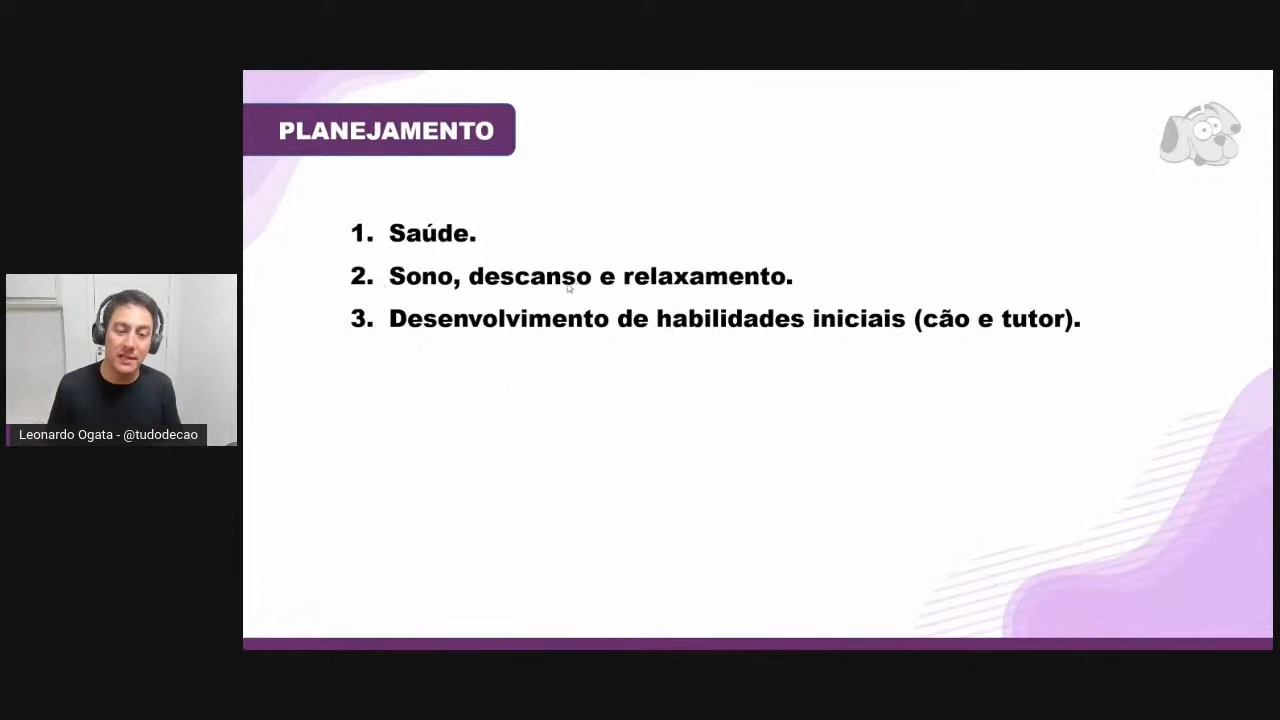 PLANEJAMENTO
1. Saúde.
2. Sono, descanso e relaxamento.
3. Desenvolvimento de habilidades iniciais (cão e tutor).
Leonardo Ogata - @tudodecao